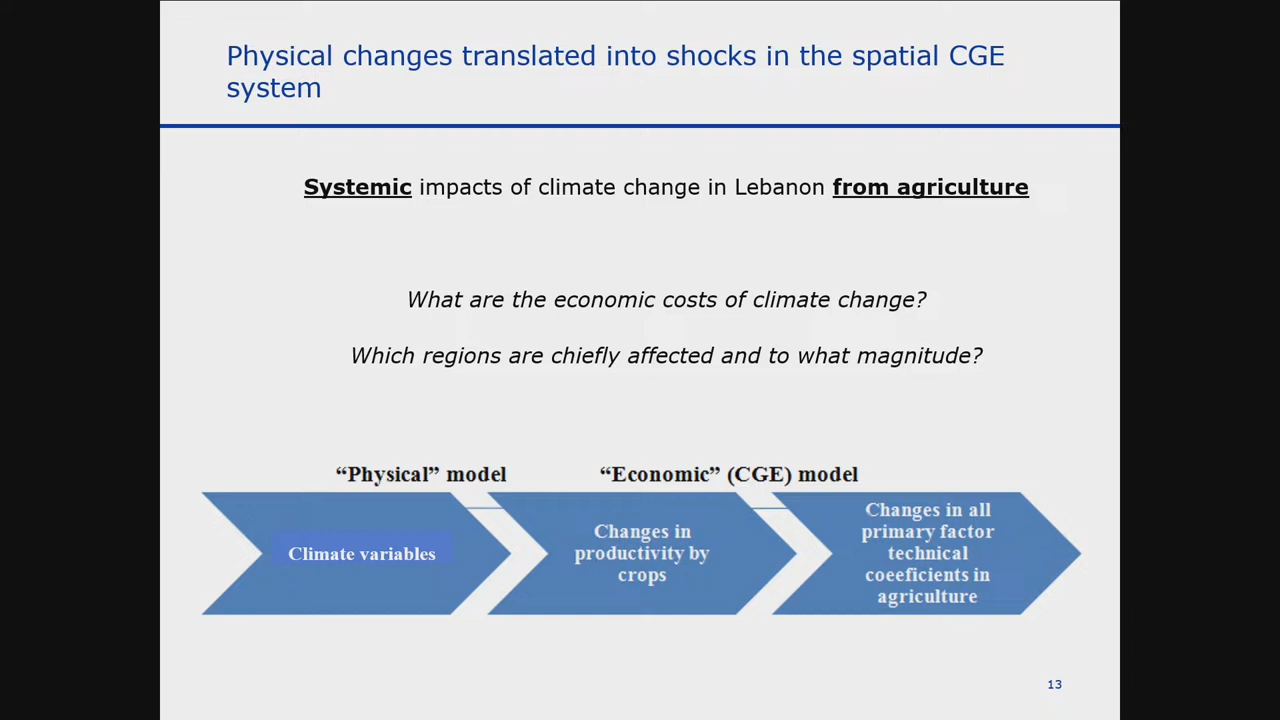 Physical changes translated into shocks in the spatial CGE
system
Systemic impacts of climate change in Lebanon from agriculture
What are the economic costs of climate change?
Which regions are chiefly affected and to what magnitude?
“Physical” model
“Economic” (CGE) model
Climate variables
Changes in
productivity by
crops
Changes in all
primary factor
technical
coeeficients in
agriculture
13